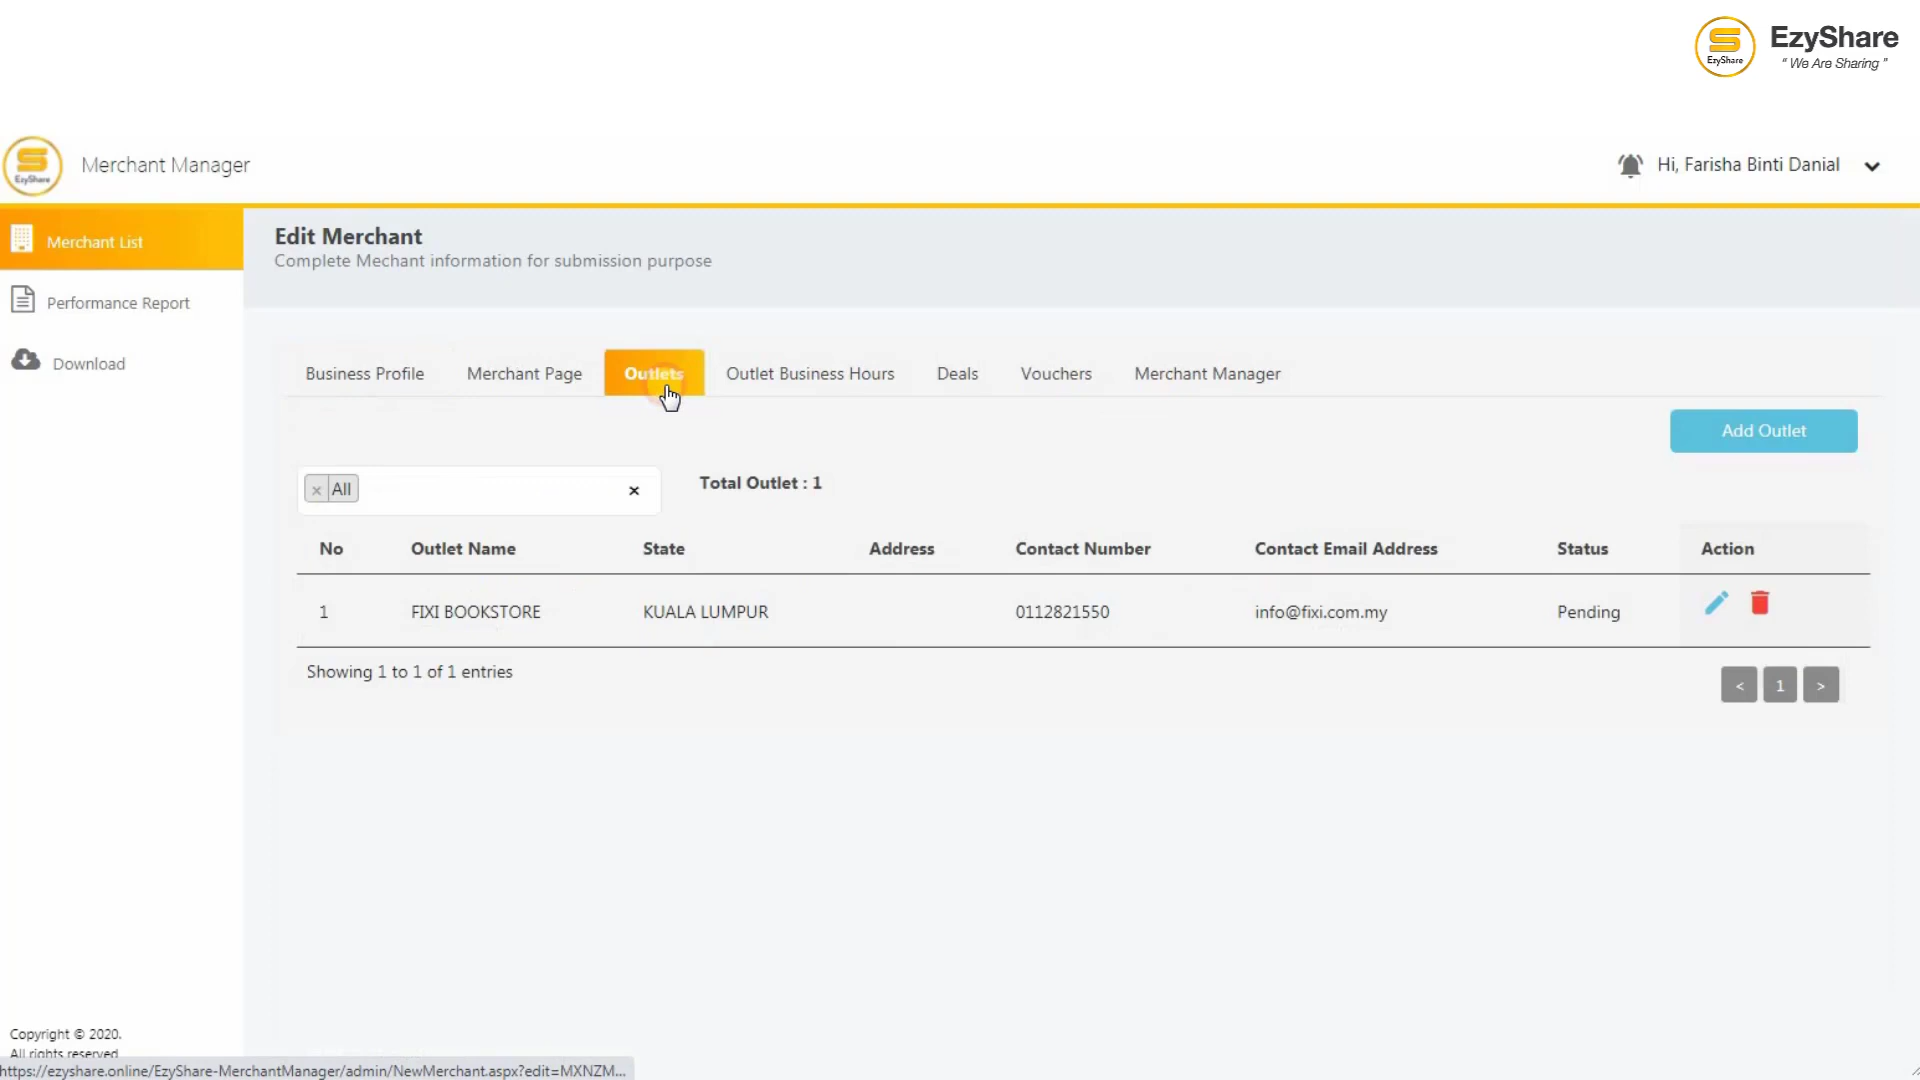 EzyShare
EzyShare
" We Are Sharing "
EzyShare
Merchant Manager
Hi, Farisha Binti Danial
Merchant List
Performance Report
Download
Edit Merchant
Complete Mechant information for submission purpose
Business Profile
Merchant Page
Outlets
Outlet Business Hours
Deals
Vouchers
Merchant Manager
Add Outlet
× All
×
Total Outlet : 1
No Outlet Name State Address Contact Number Contact Email Address Status Action
1 FIXI BOOKSTORE KUALA LUMPUR 0112821550 info@fixi.com.my Pending
Showing 1 to 1 of 1 entries
< 1 >
Copyright © 2020.
All rights reserved
https://ezyshare.online/EzyShare-MerchantManager/admin/NewMerchant.aspx?edit=MXNZM...